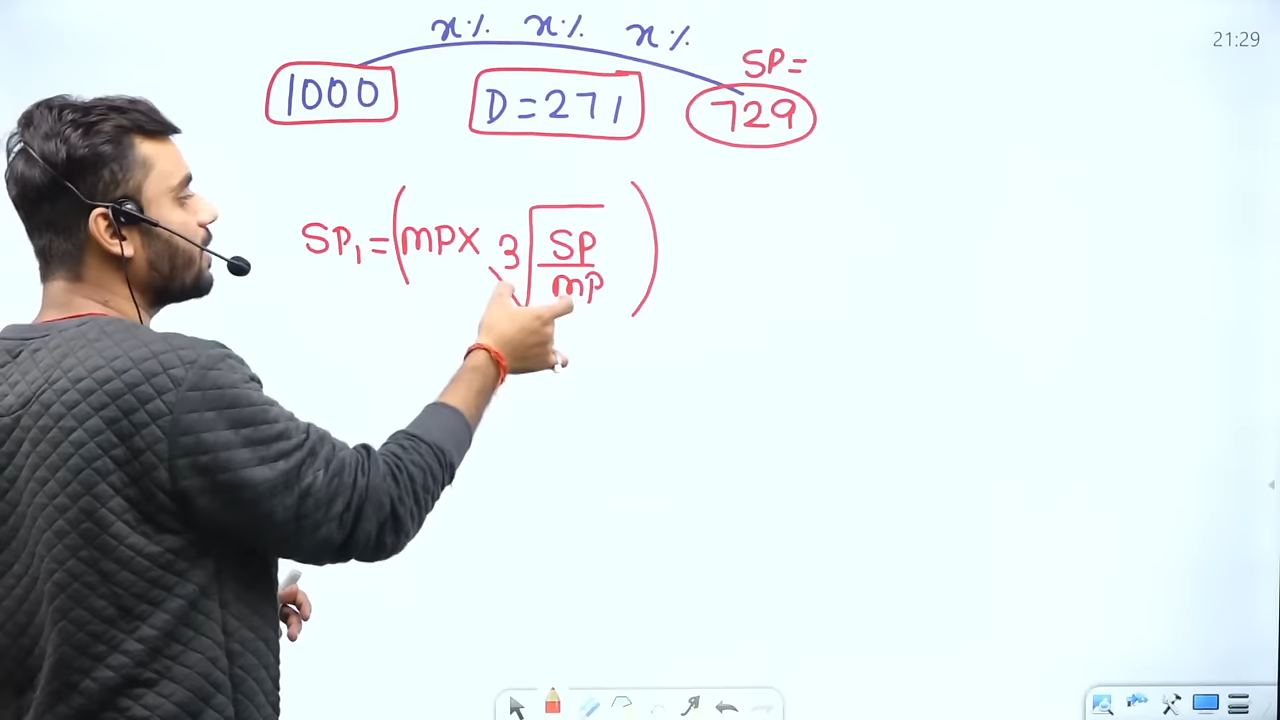 x% x% x%
21:29
SP=
1000 D=271 729
SP₁=(MPX 3√SP/MP)